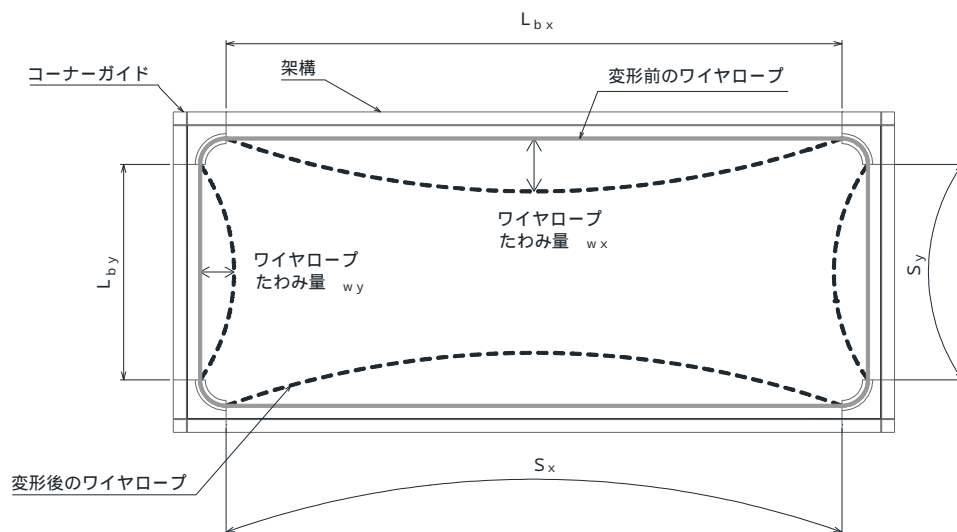 L b x
コーナーガイド
架構
変形前のワイヤロープ
ワイヤロープ
たわみ量 w x
ワイヤロープ
たわみ量 w y
L b y
S y
S x
変形後のワイヤロープ